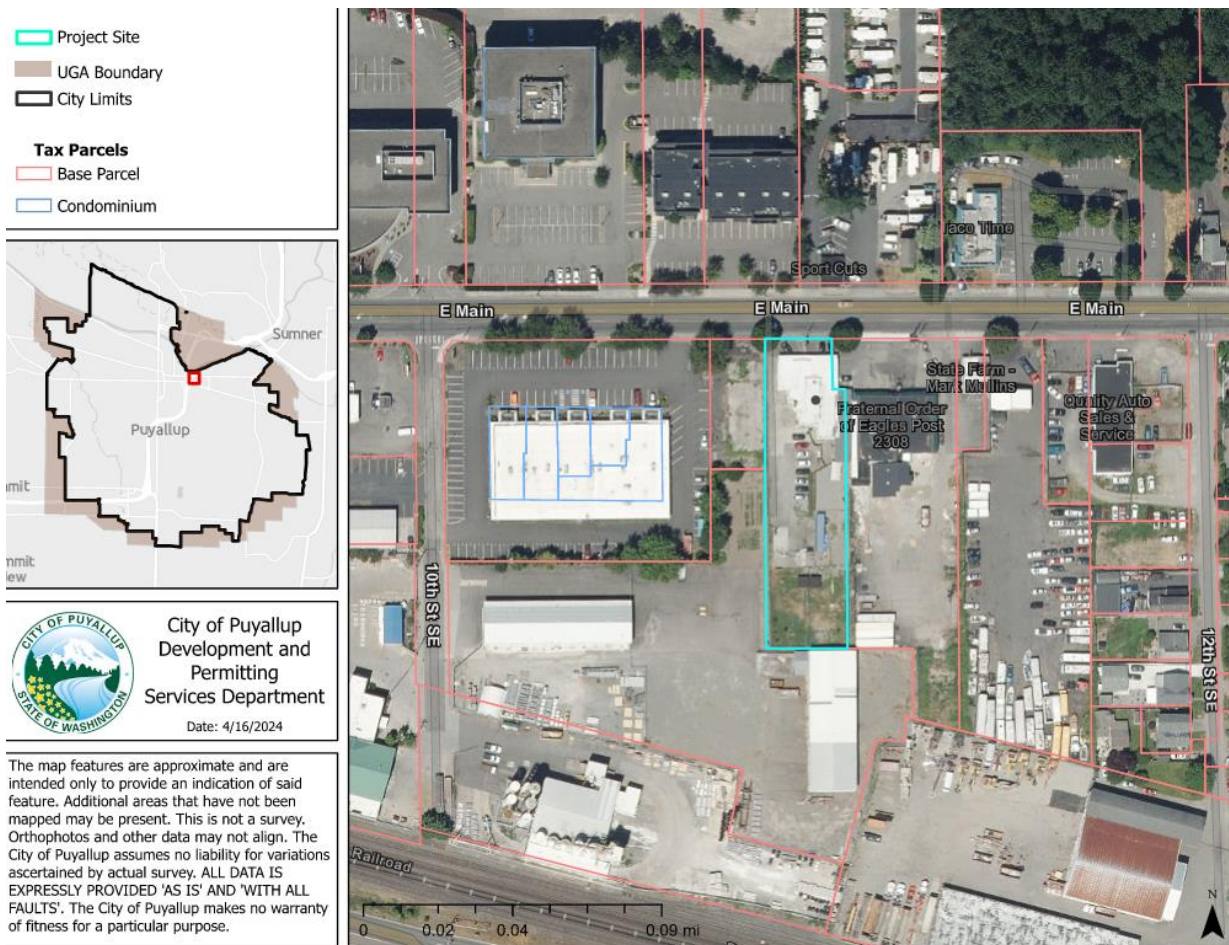 Project Site
UGA Boundary
City Limits
Tax Parcels
Base Parcel
Condominium
Sumner
Puyallup
mit
mmit
iew
CITY OF PUYALLUP
STATE OF WASHINGTON
City of Puyallup
Development and
Permitting
Services Department
Date: 4/16/2024
The map features are approximate and are
intended only to provide an indication of said
feature. Additional areas that have not been
mapped may be present. This is not a survey.
Orthophotos and other data may not align. The
City of Puyallup assumes no liability for variations
ascertained by actual survey. ALL DATA IS
EXPRESSLY PROVIDED 'AS IS' AND 'WITH ALL
FAULTS'. The City of Puyallup makes no warranty
of fitness for a particular purpose.
Taco Time
Sport Cuts
E Main
E Main
E Main
State Farm -
Mark Mullins
Fraternal Order
of Eagles Post
2308
Quality Auto
Sales &
Service
10th St SE
12th St SE
Railroad
0 0.02 0.04 0.09 mi
N